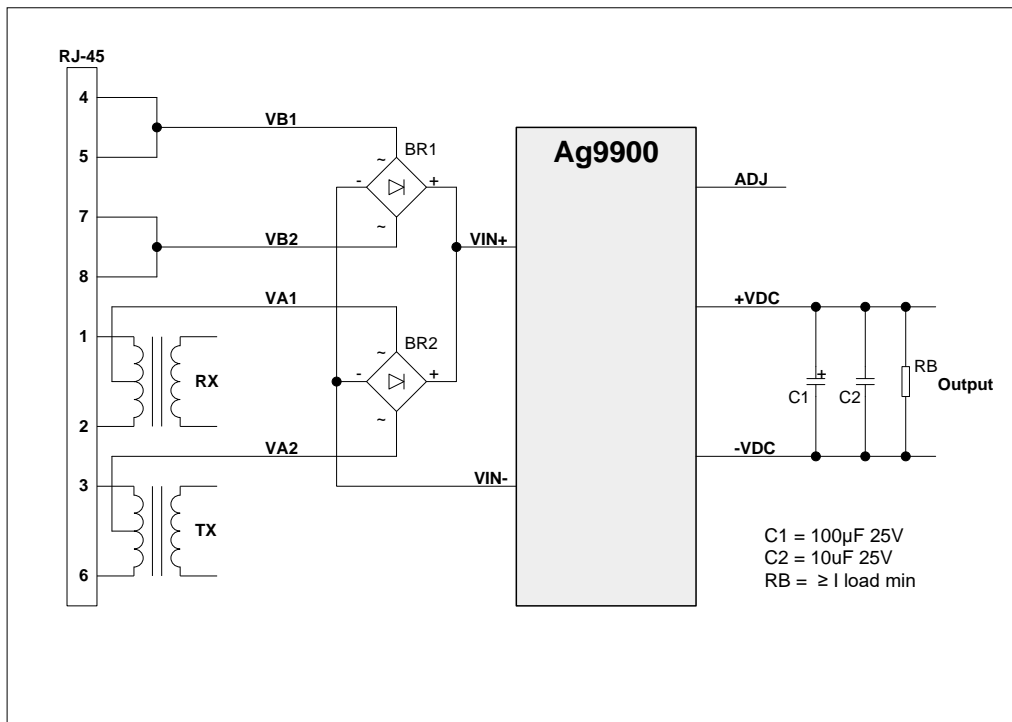 RJ-45
4
5
7
8
1
2
3
6
VB1
VB2
VA1
VA2
RX
TX
BR1
~
-
+
~
BR2
~
-
+
~
VIN+
VIN-
Ag9900
ADJ
+VDC
-VDC
+
C1
C2
RB
Output
C1 = 100µF 25V
C2 = 10uF 25V
RB = ≥ I load min